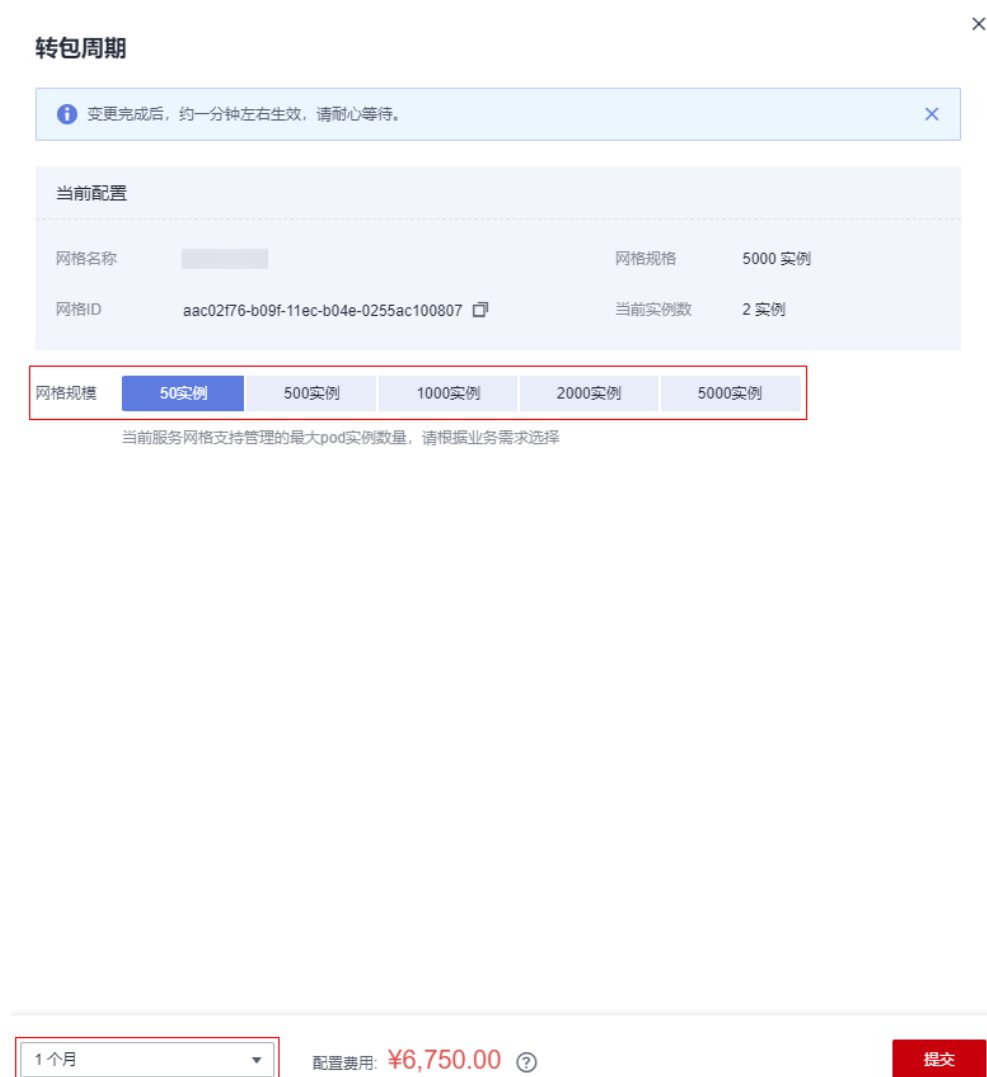 转包周期
变更完成后，约一分钟左右生效，请耐心等待。
当前配置
网格名称
网格规格 5000 实例
网格ID aac02f76-b09f-11ec-b04e-0255ac100807 当前实例数 2 实例
网格规模 50实例 500实例 1000实例 2000实例 5000实例
当前服务网格支持管理的最大pod实例数量，请根据业务需求选择
1 个月 配置费用: ¥6,750.00 提交